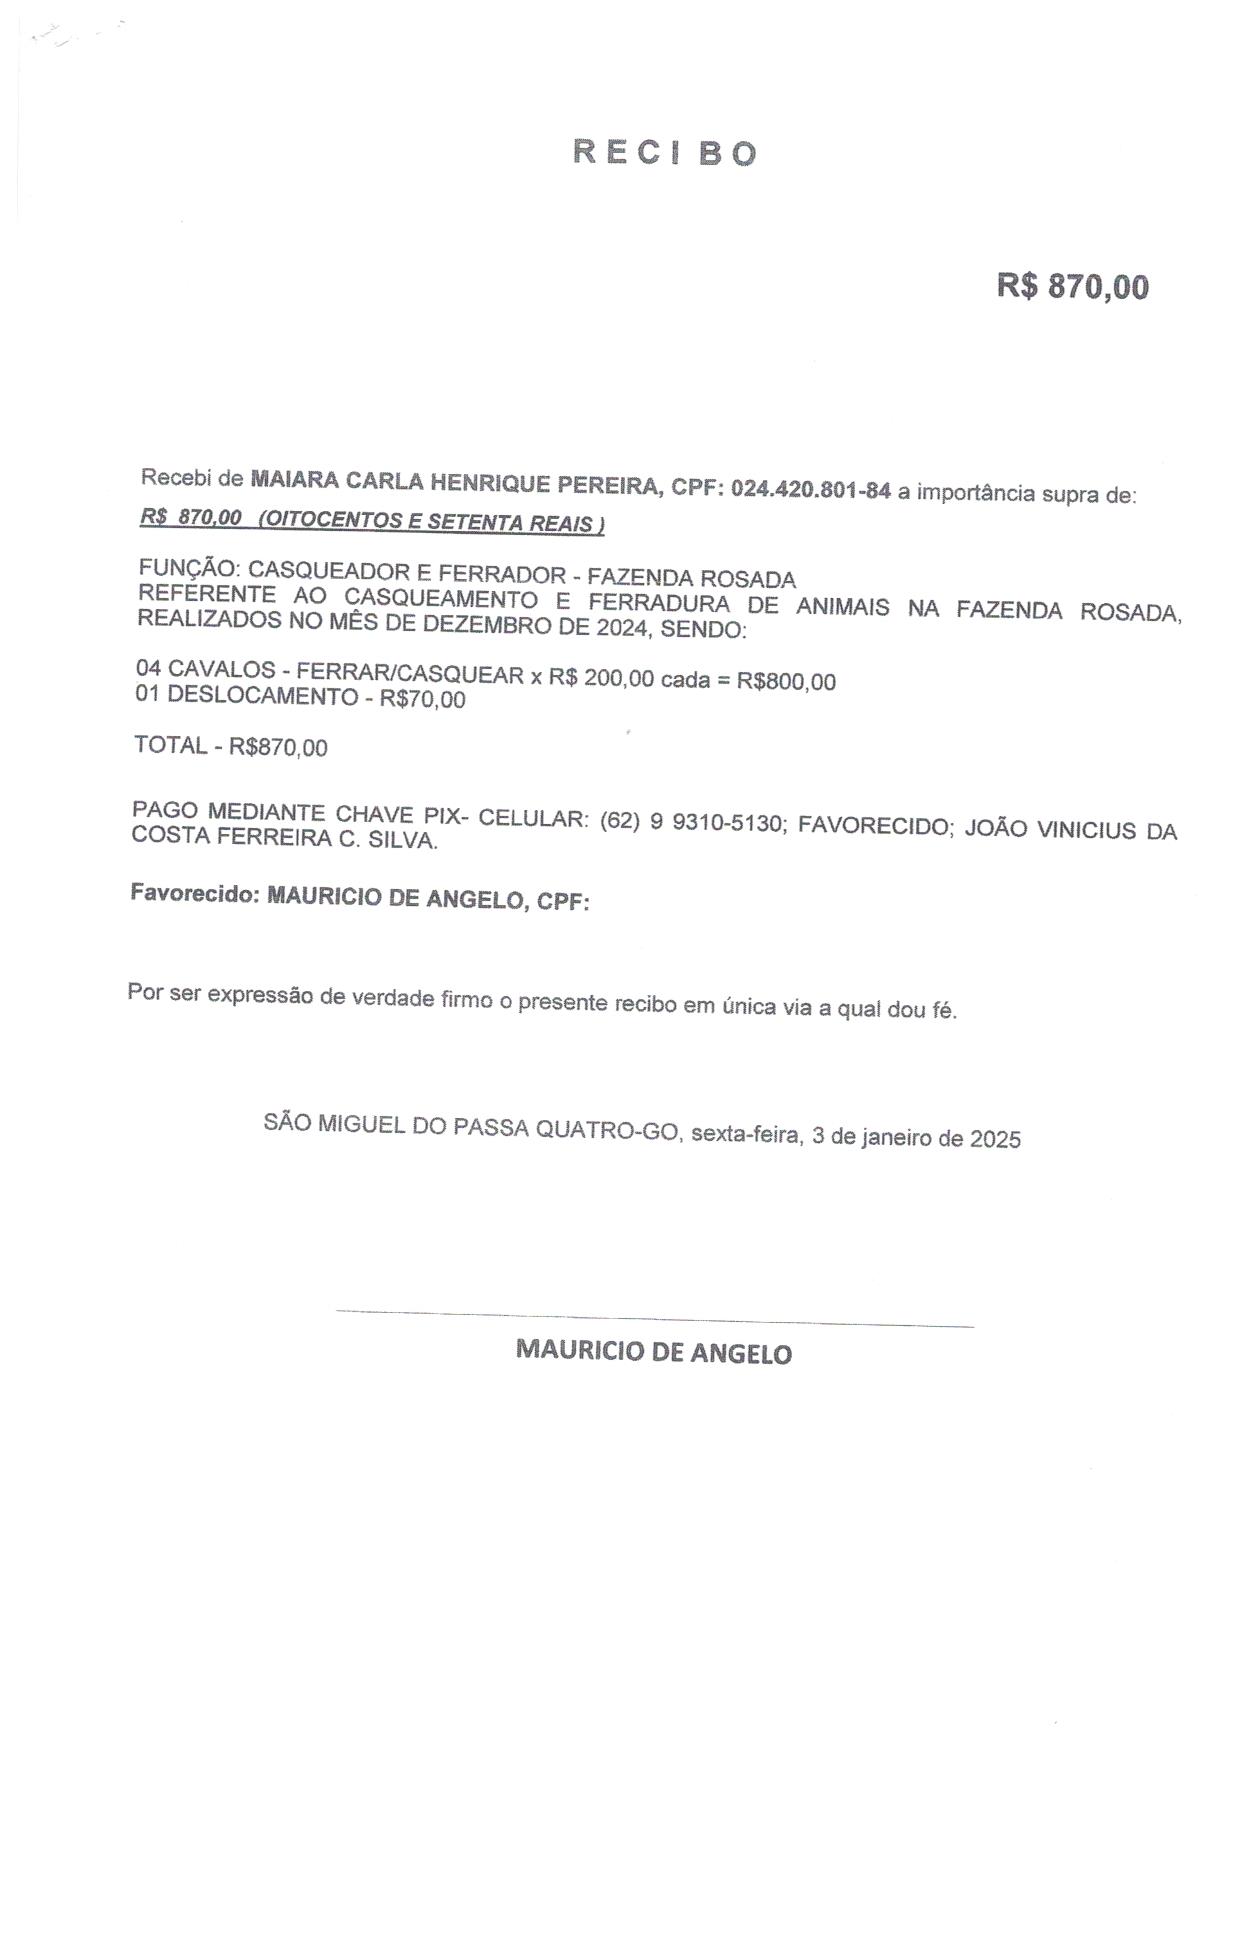 R E C I B O
R$ 870,00
Recebi de MAIARA CARLA HENRIQUE PEREIRA, CPF: 024.420.801-84 a importância supra de:
R$ 870,00 (OITOCENTOS E SETENTA REAIS )
FUNÇÃO: CASQUEADOR E FERRADOR - FAZENDA ROSADA
REFERENTE AO CASQUEAMENTO E FERRADURA DE ANIMAIS NA FAZENDA ROSADA,
REALIZADOS NO MÊS DE DEZEMBRO DE 2024, SENDO:
04 CAVALOS - FERRAR/CASQUEAR x R$ 200,00 cada = R$800,00
01 DESLOCAMENTO - R$70,00
TOTAL - R$870,00
PAGO MEDIANTE CHAVE PIX- CELULAR: (62) 9 9310-5130; FAVORECIDO; JOÃO VINICIUS DA
COSTA FERREIRA C. SILVA.
Favorecido: MAURICIO DE ANGELO, CPF:
Por ser expressão de verdade firmo o presente recibo em única via a qual dou fé.
SÃO MIGUEL DO PASSA QUATRO-GO, sexta-feira, 3 de janeiro de 2025
MAURICIO DE ANGELO